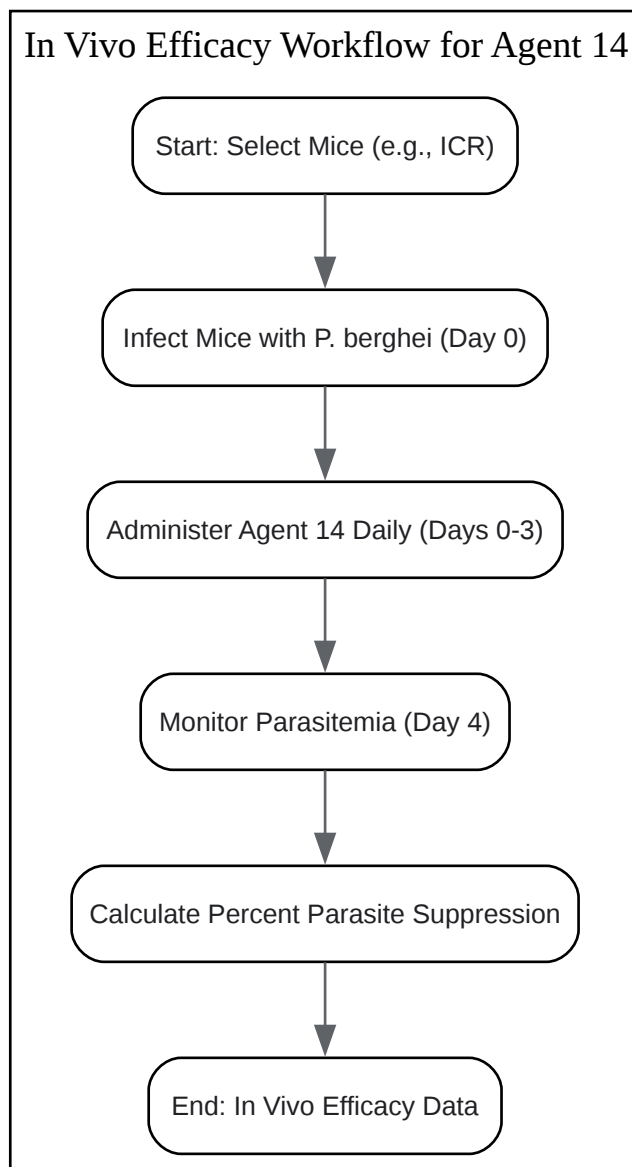 In Vivo Efficacy Workflow for Agent 14
Start: Select Mice (e.g., ICR)
Infect Mice with P. berghei (Day 0)
Administer Agent 14 Daily (Days 0-3)
Monitor Parasitemia (Day 4)
Calculate Percent Parasite Suppression
End: In Vivo Efficacy Data